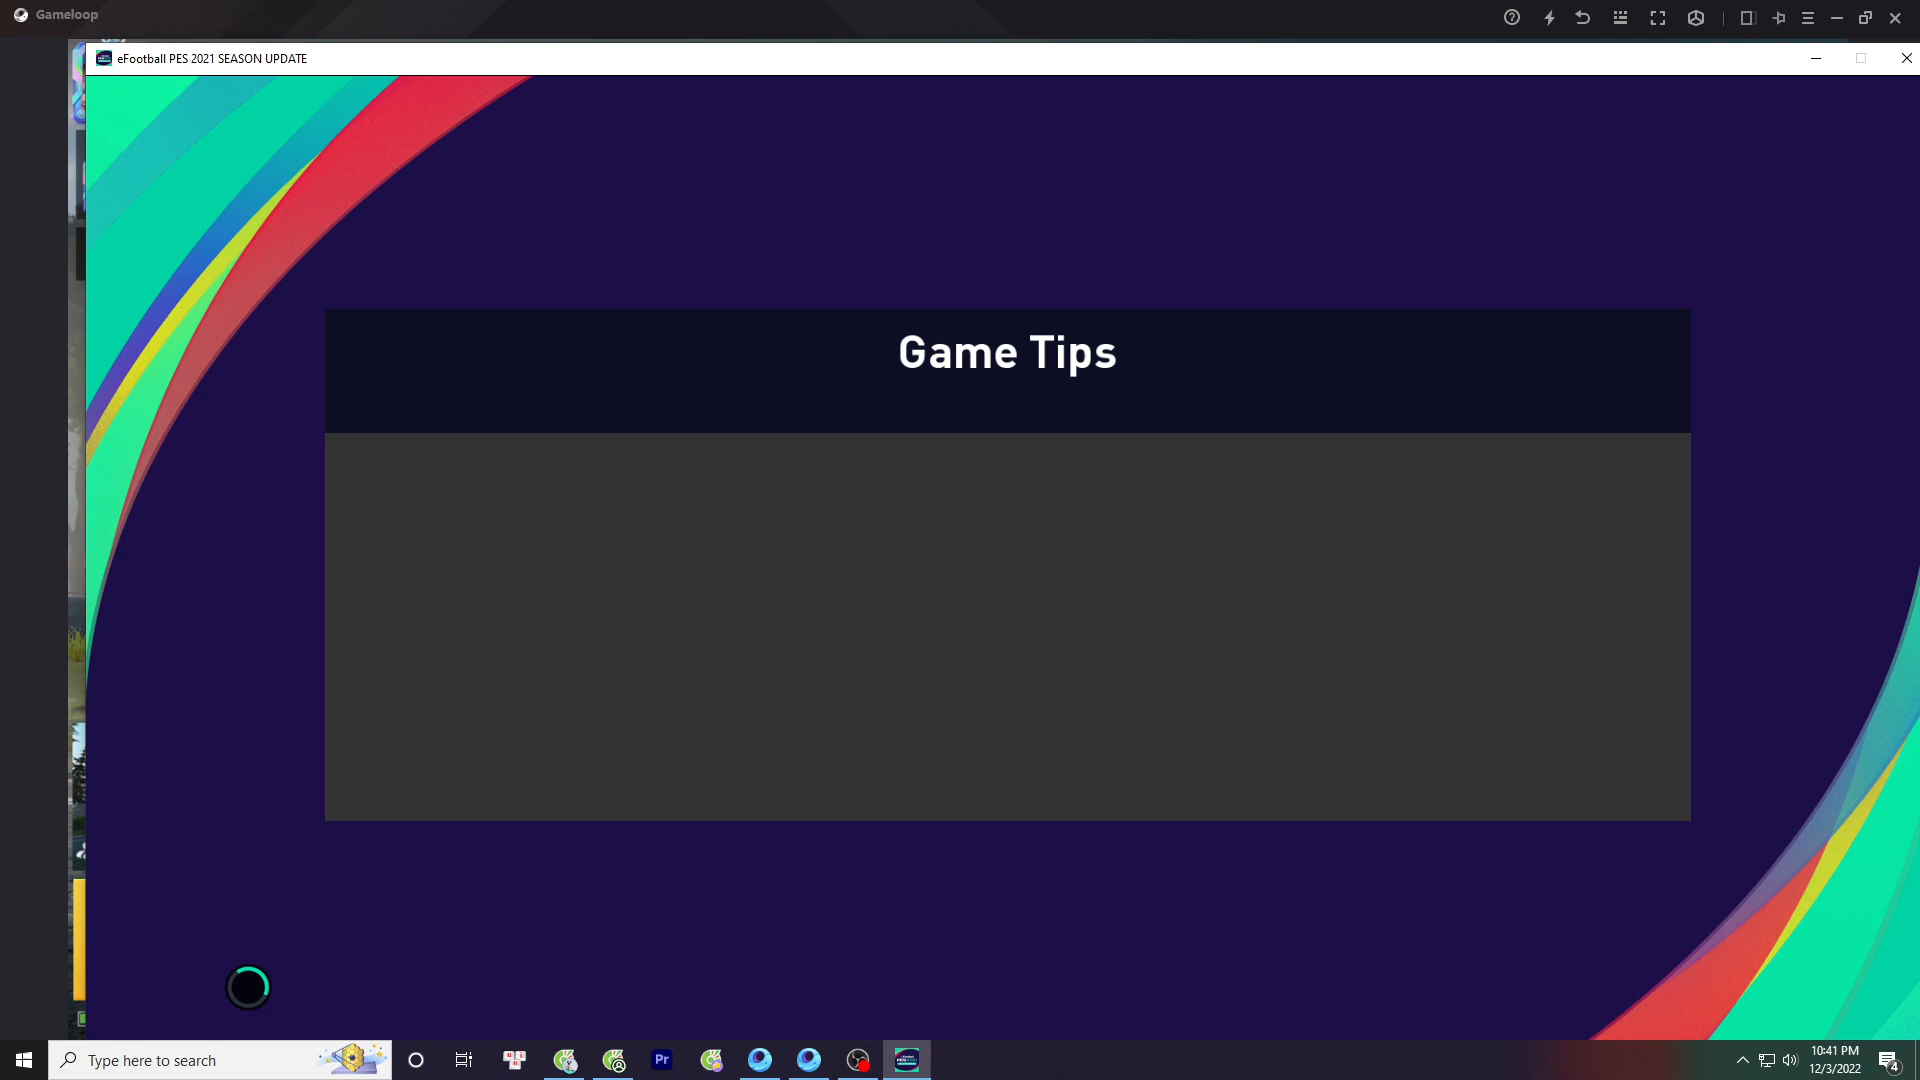 Gameloop
eFootball PES 2021 SEASON UPDATE
Game Tips
Type here to search
Pr
10:41 PM
12/3/2022
4